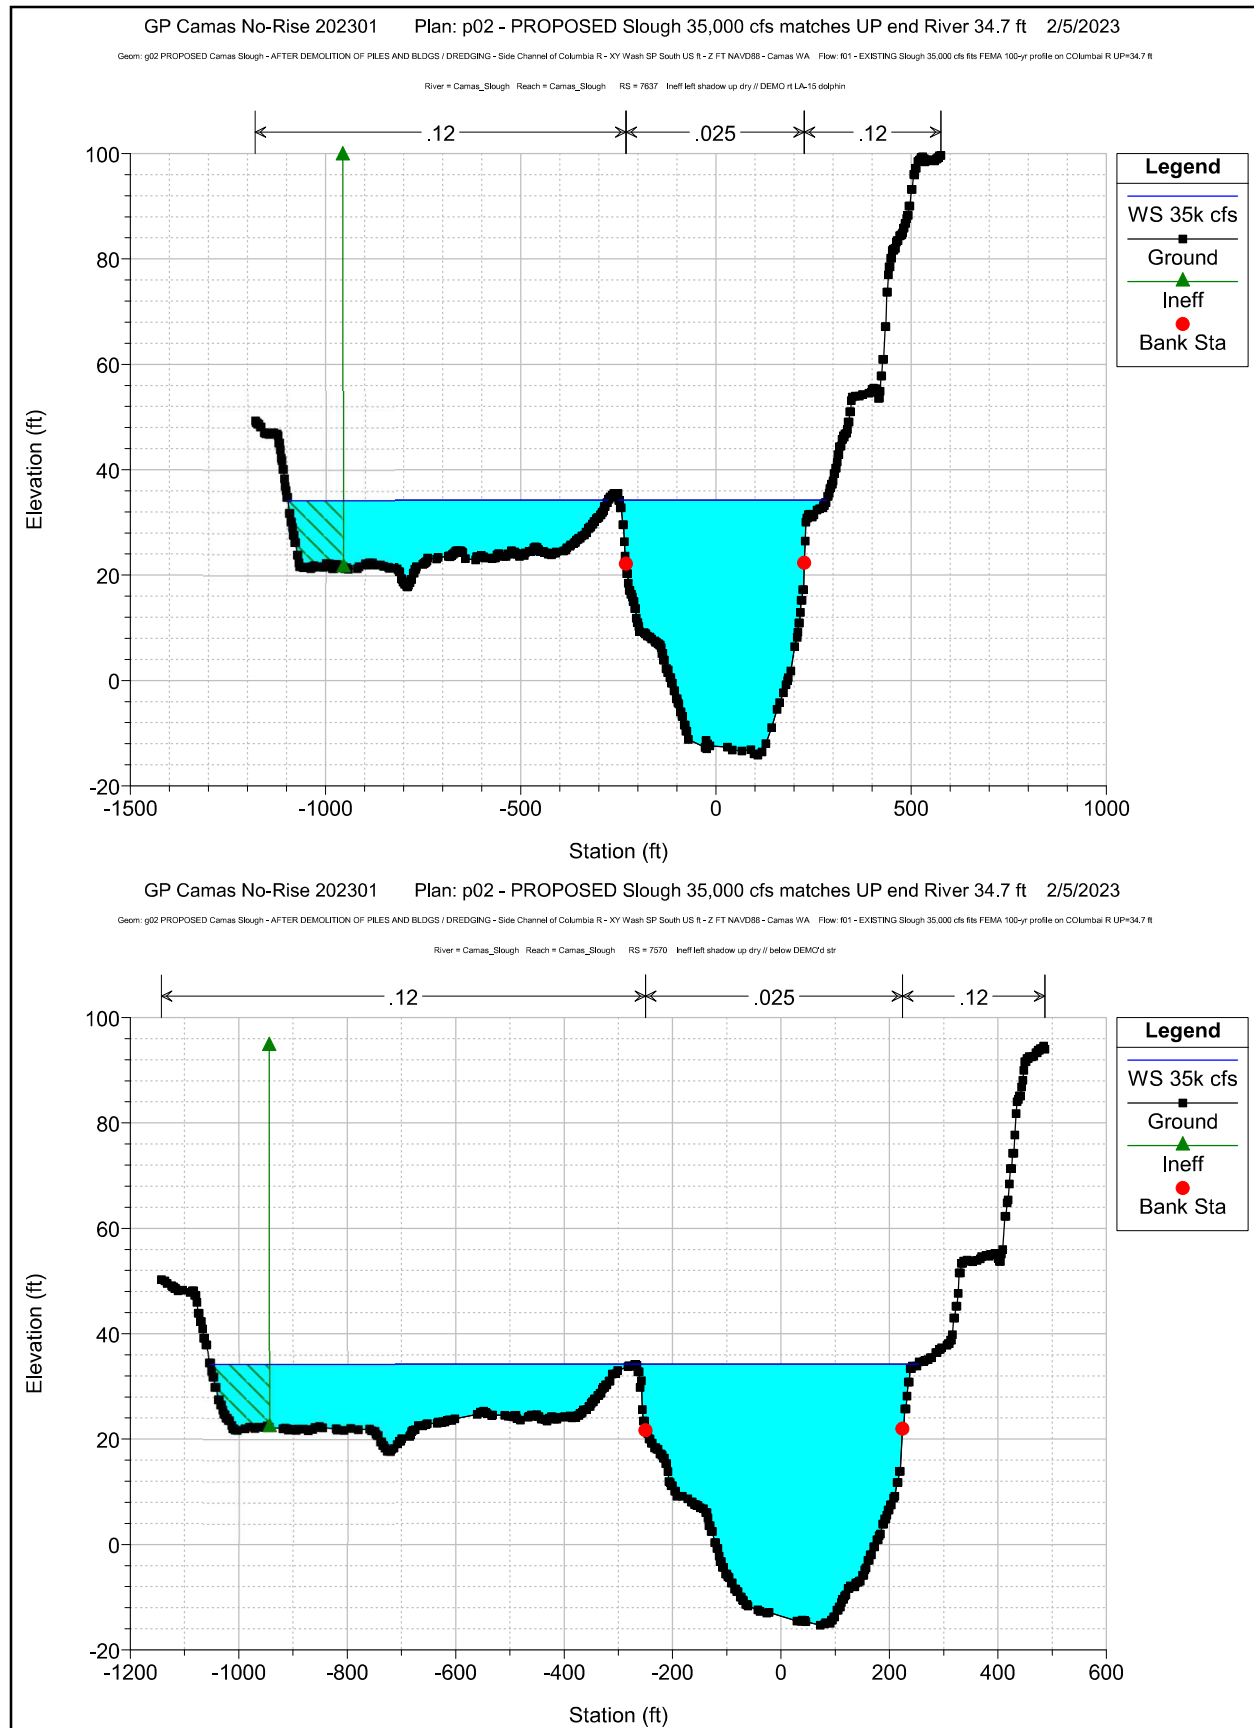 GP Camas No-Rise 202301 Plan: p02 - PROPOSED Slough 35,000 cfs matches UP end River 34.7 ft 2/5/2023
Geom: g02 PROPOSED Camas Slough - AFTER DEMOLITION OF PILES AND BLDGS / DREDGING - Side Channel of Columbia R - XY Wash SP South US ft - Z FT NAVD88 - Camas WA Flow: f01 - EXISTING Slough 35,000 cfs fits FEMA 100-yr profile on COlumbai R UP=34.7 ft
River = Camas_Slough Reach = Camas_Slough RS = 7637 Ineff left shadow up dry // DEMO rt LA-15 dolphin
.12 .025 .12
100
80
60
40
20
0
-20
Elevation (ft)
-1500 -1000 -500 0 500 1000
Station (ft)
Legend
WS 35k cfs
Ground
Ineff
Bank Sta
GP Camas No-Rise 202301 Plan: p02 - PROPOSED Slough 35,000 cfs matches UP end River 34.7 ft 2/5/2023
Geom: g02 PROPOSED Camas Slough - AFTER DEMOLITION OF PILES AND BLDGS / DREDGING - Side Channel of Columbia R - XY Wash SP South US ft - Z FT NAVD88 - Camas WA Flow: f01 - EXISTING Slough 35,000 cfs fits FEMA 100-yr profile on COlumbai R UP=34.7 ft
River = Camas_Slough Reach = Camas_Slough RS = 7570 Ineff left shadow up dry // below DEMO'd str
.12 .025 .12
100
80
60
40
20
0
-20
Elevation (ft)
-1200 -1000 -800 -600 -400 -200 0 200 400 600
Station (ft)
Legend
WS 35k cfs
Ground
Ineff
Bank Sta